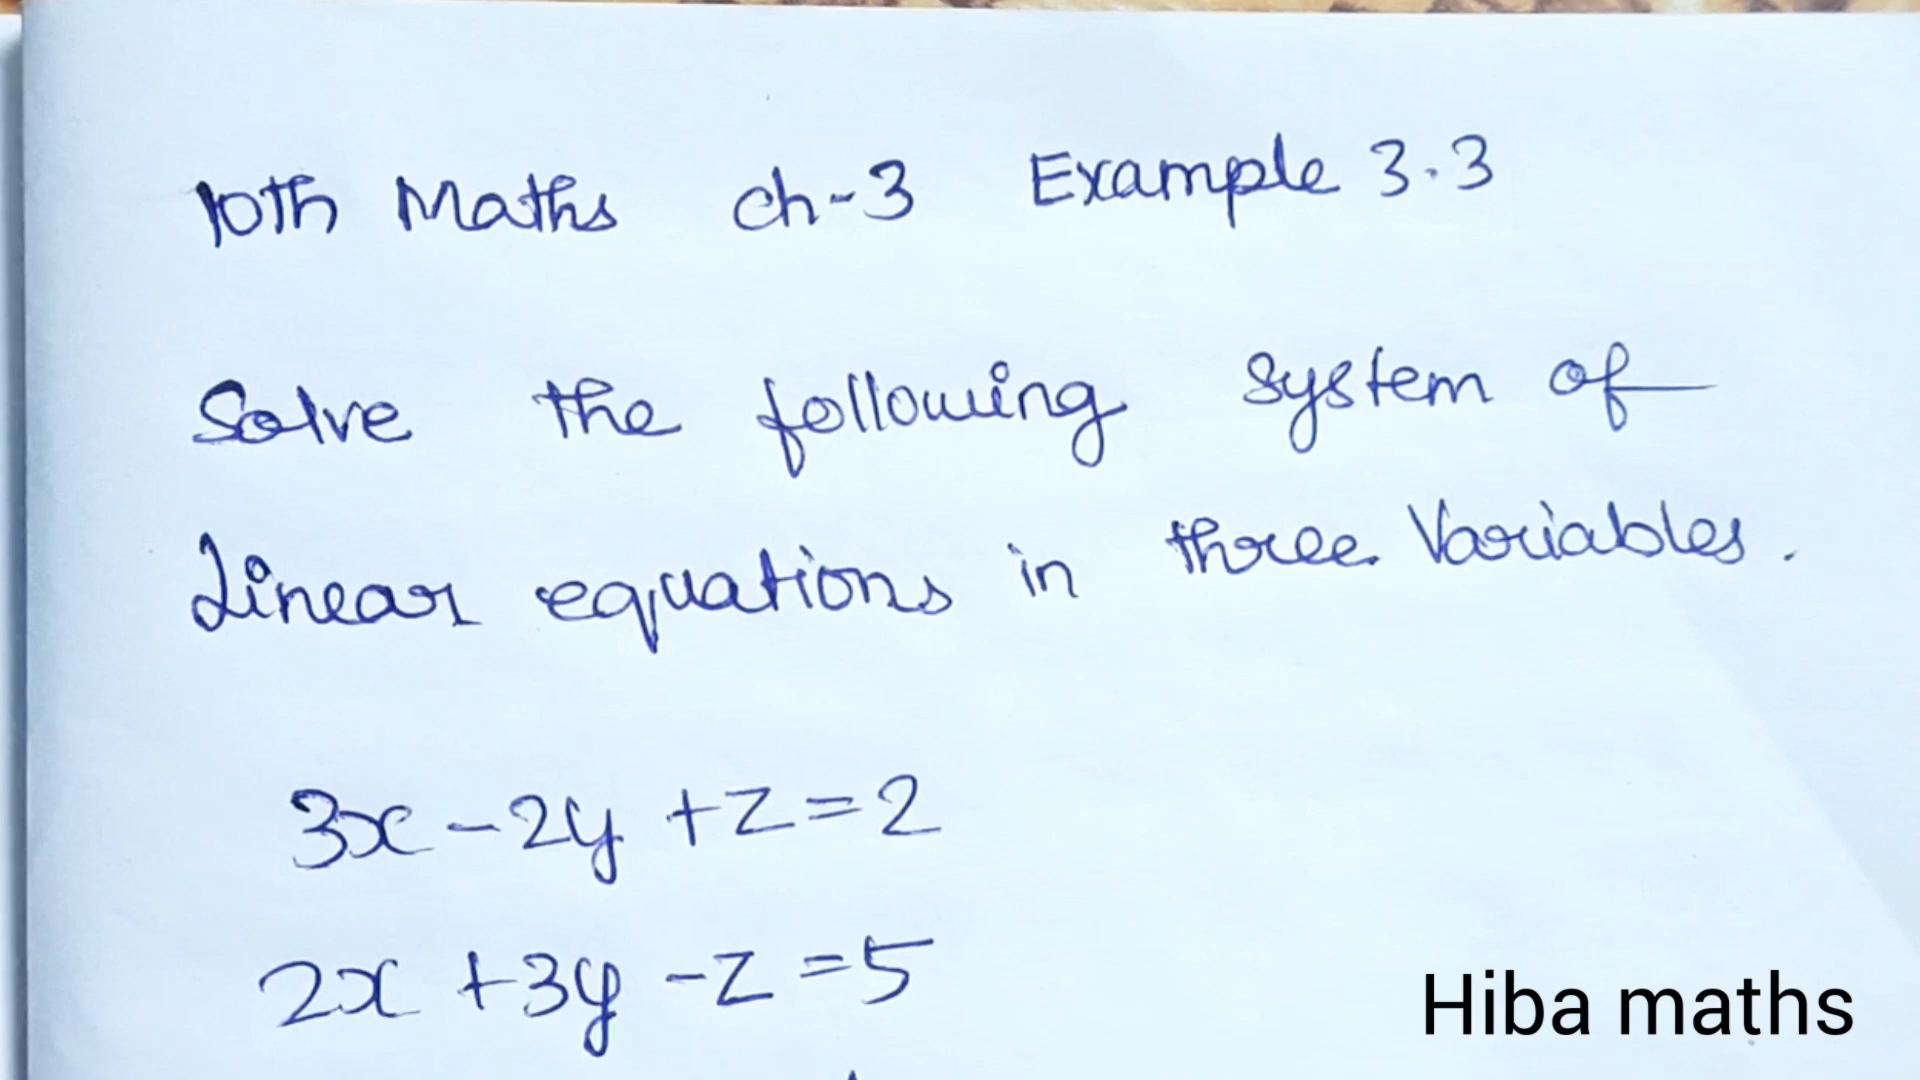 10th Maths ch-3 Example 3.3
Solve the following system of
Linear equations in three Variables.
3x - 2y + z = 2
2x + 3y - z = 5
Hiba maths